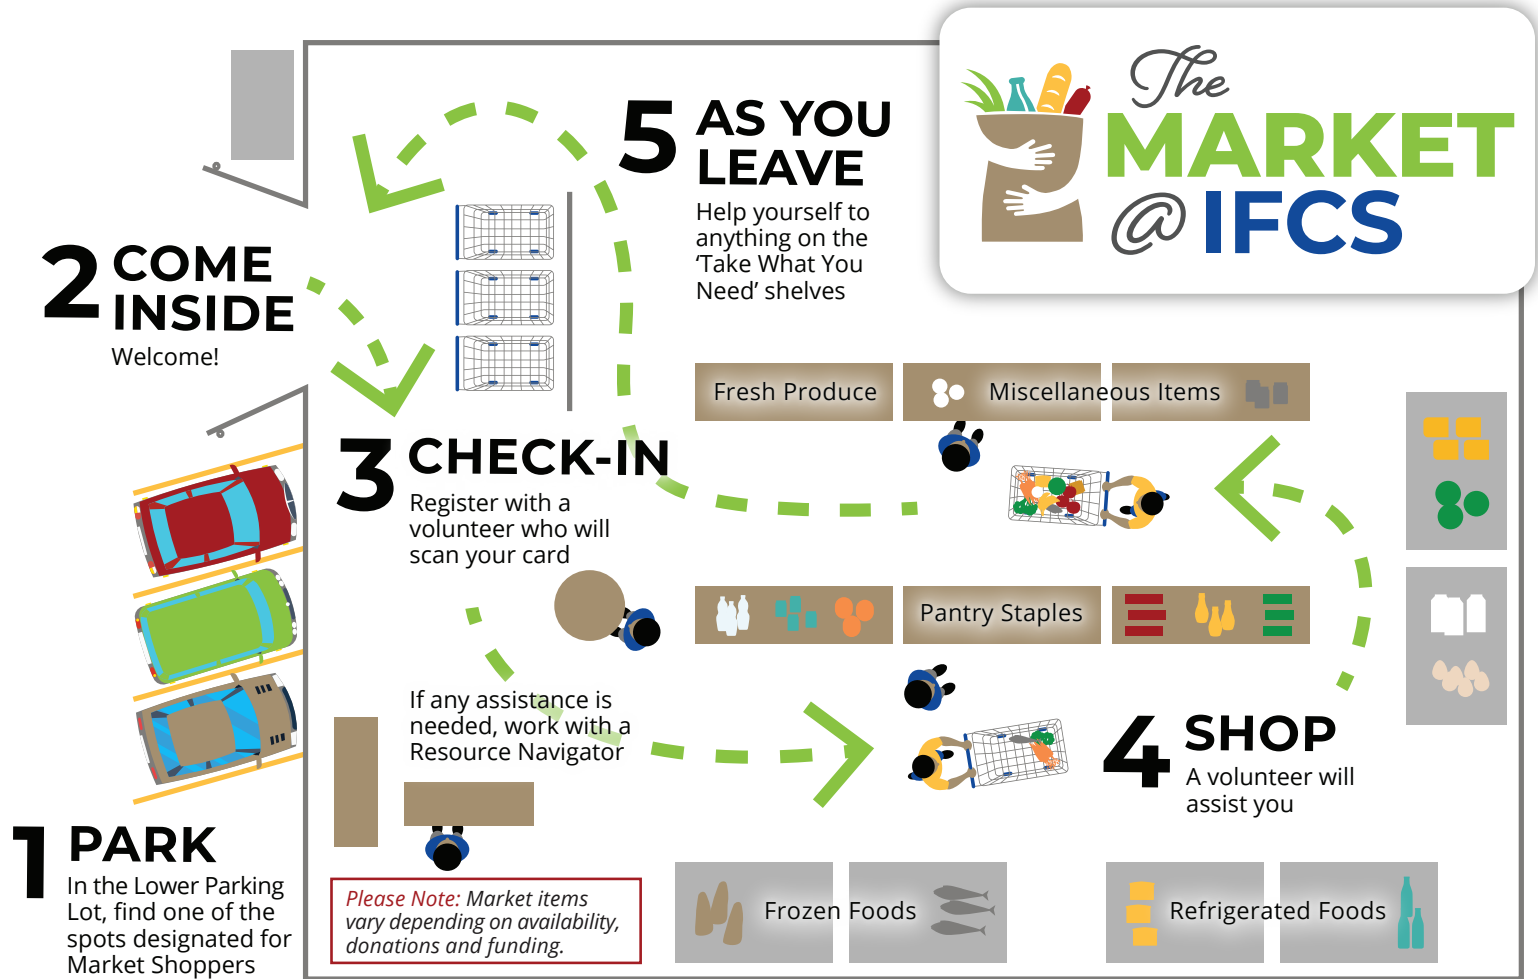 The
MARKET
@ IFCS
1 PARK
In the Lower Parking
Lot, find one of the
spots designated for
Market Shoppers
2 COME
INSIDE
Welcome!
3 CHECK-IN
Register with a
volunteer who will
scan your card
If any assistance is
needed, work with a
Resource Navigator
4 SHOP
A volunteer will
assist you
5 AS YOU
LEAVE
Help yourself to
anything on the
‘Take What You
Need’ shelves
Fresh Produce
Miscellaneous Items
Pantry Staples
Frozen Foods
Refrigerated Foods
Please Note: Market items
vary depending on availability,
donations and funding.